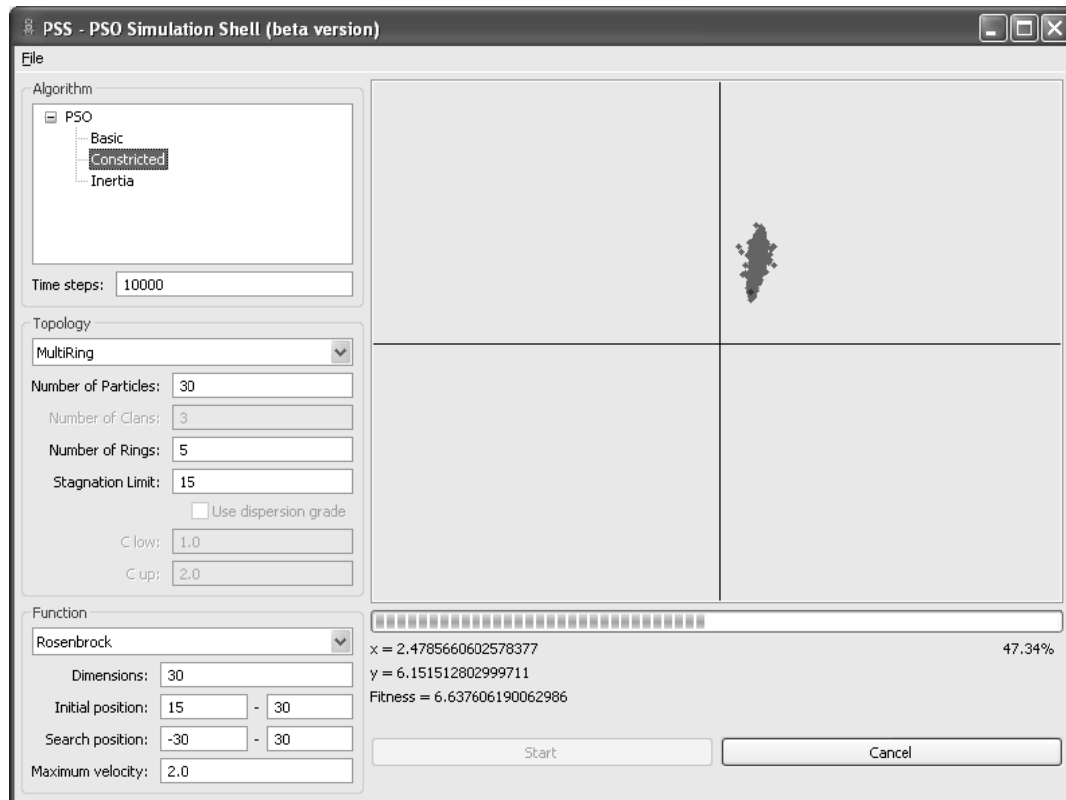 PSS - PSO Simulation Shell (beta version)
File
Algorithm
PSO
Basic
Constricted
Inertia
Time steps: 10000
Topology
MultiRing
Number of Particles: 30
Number of Clans: 3
Number of Rings: 5
Stagnation Limit: 15
Use dispersion grade
C low: 1.0
C up: 2.0
Function
Rosenbrock
Dimensions: 30
Initial position: 15 - 30
Search position: -30 - 30
Maximum velocity: 2.0
x = 2.4785660602578377 47.34%
y = 6.151512802999711
Fitness = 6.637606190062986
Start Cancel